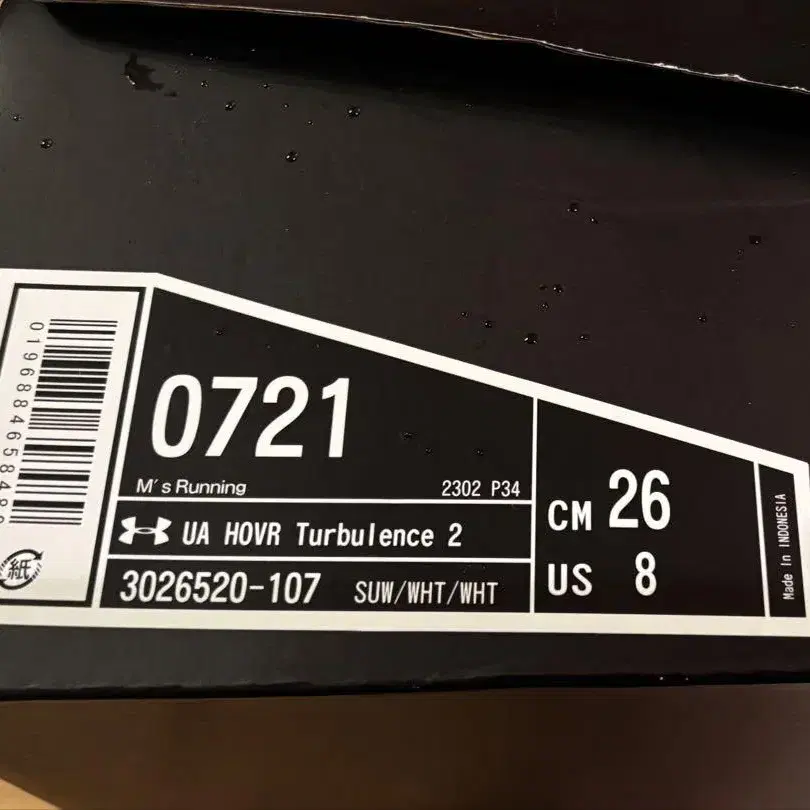 0721
M's Running
2302 P34
UA HOVR Turbulence 2
3026520-107
SUW/WHT/WHT
CM 26
US 8
Made In INDONESIA
紙